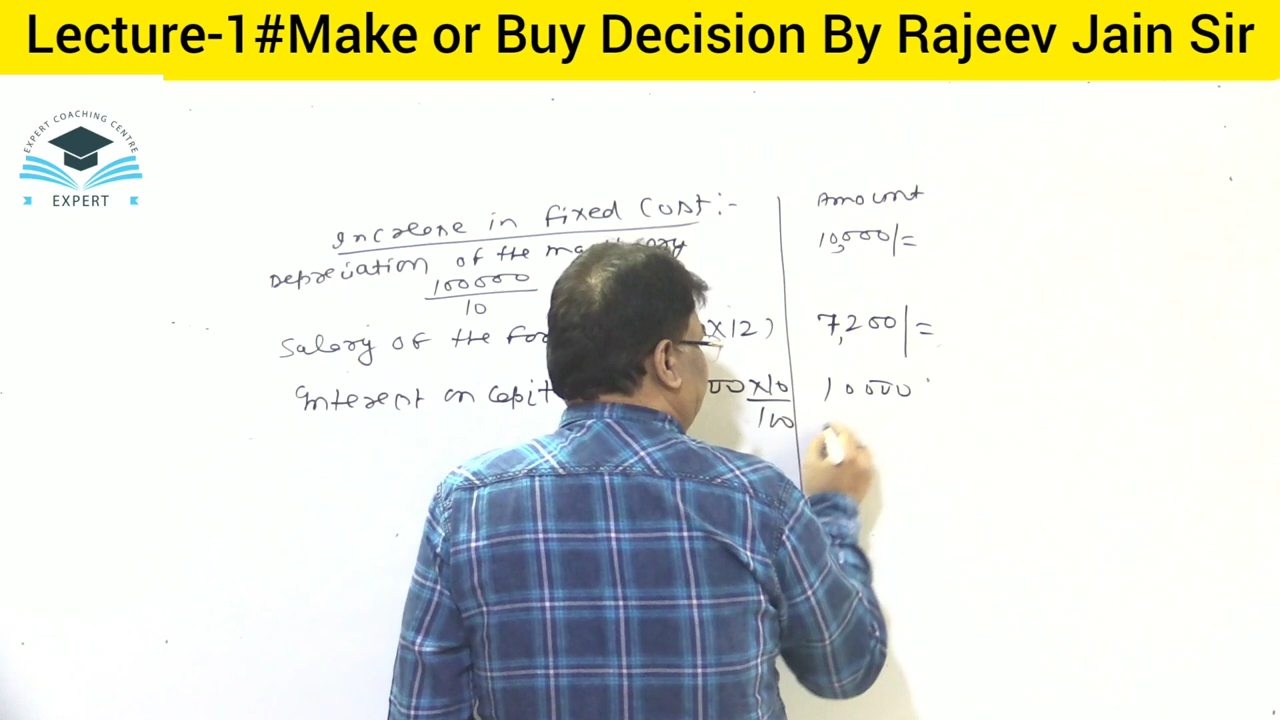 Lecture-1#Make or Buy Decision By Rajeev Jain Sir
EXPERT COACHING CENTRE
EXPERT
Increase in fixed Cost:-
Amount
Depreciation of the
10,000/=
100000
10
Salary of the
x12)
7,200/=
Interest on
x10
100
10000